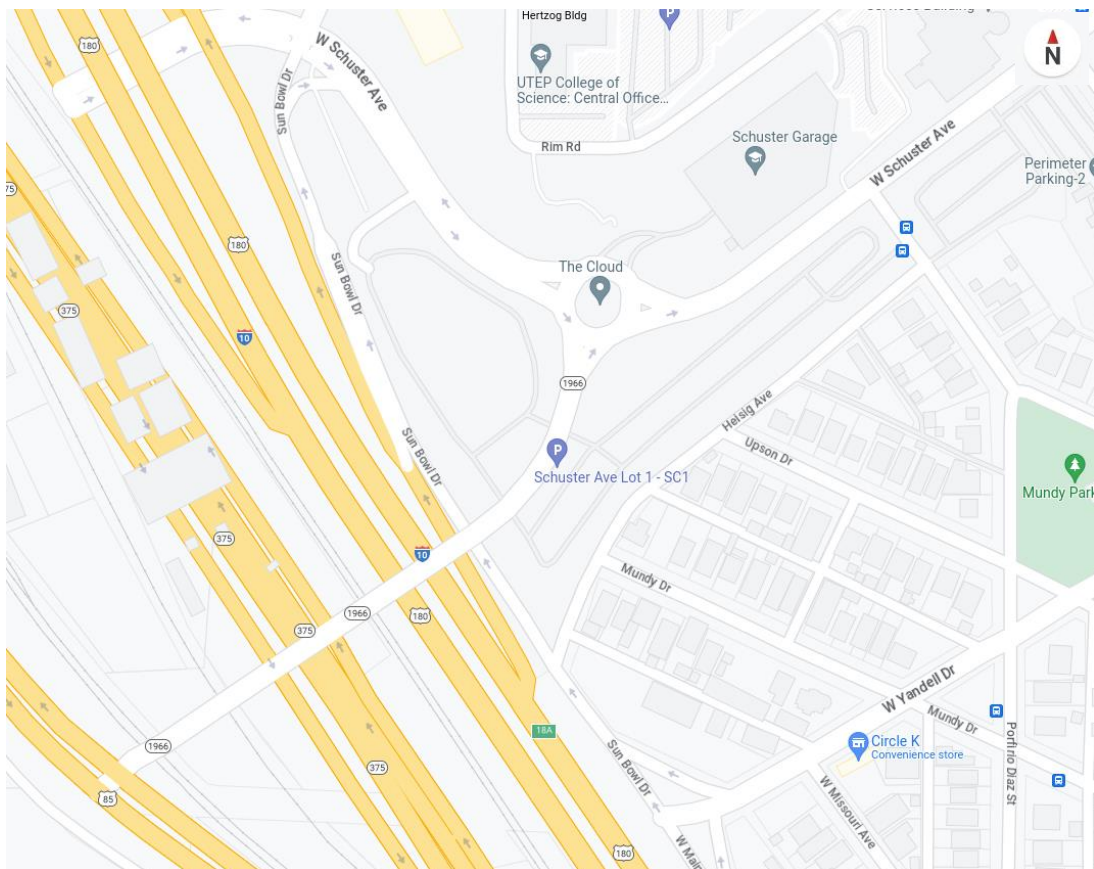 Hertzog Bldg
P
N
180
W Schuster Ave
UTEP College of
Science: Central Office...
Sun Bowl Dr
Rim Rd
Schuster Garage
W Schuster Ave
Perimeter
Parking-2
75
180
Sun Bowl Dr
The Cloud
375
10
1966
Heisig Ave
Upson Dr
Sun Bowl Dr
P
Schuster Ave Lot 1 - SC1
Mundy Park
375
10
Mundy Dr
1966
180
375
W Yandell Dr
Mundy Dr
18A
1966
Circle K
Convenience store
Porfirio Diaz St
375
Sun Bowl Dr
W Missouri Ave
85
W Main
180